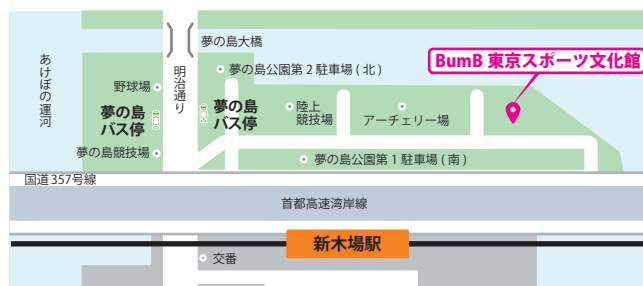 夢の島大橋
BumB 東京スポーツ文化館
あけぼの運河
明治通り
夢の島公園第2駐車場(北)
野球場
夢の島
バス停
夢の島
バス停
陸上
競技場
アーチェリー場
夢の島競技場
夢の島公園第1駐車場(南)
国道357号線
首都高速湾岸線
新木場駅
交番